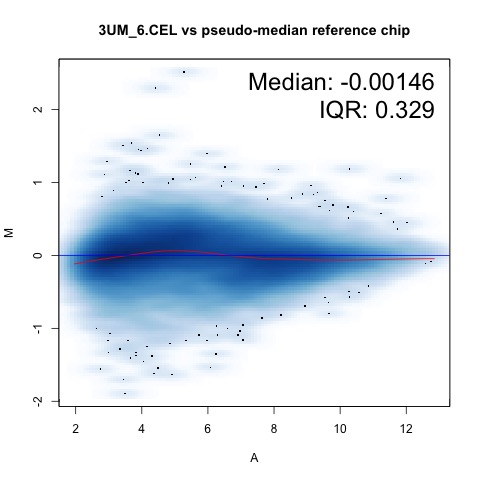 3UM_6.CEL vs pseudo-median reference chip
Median: -0.00146
IQR: 0.329
2
1
0
-1
-2
M
2 4 6 8 10 12
A